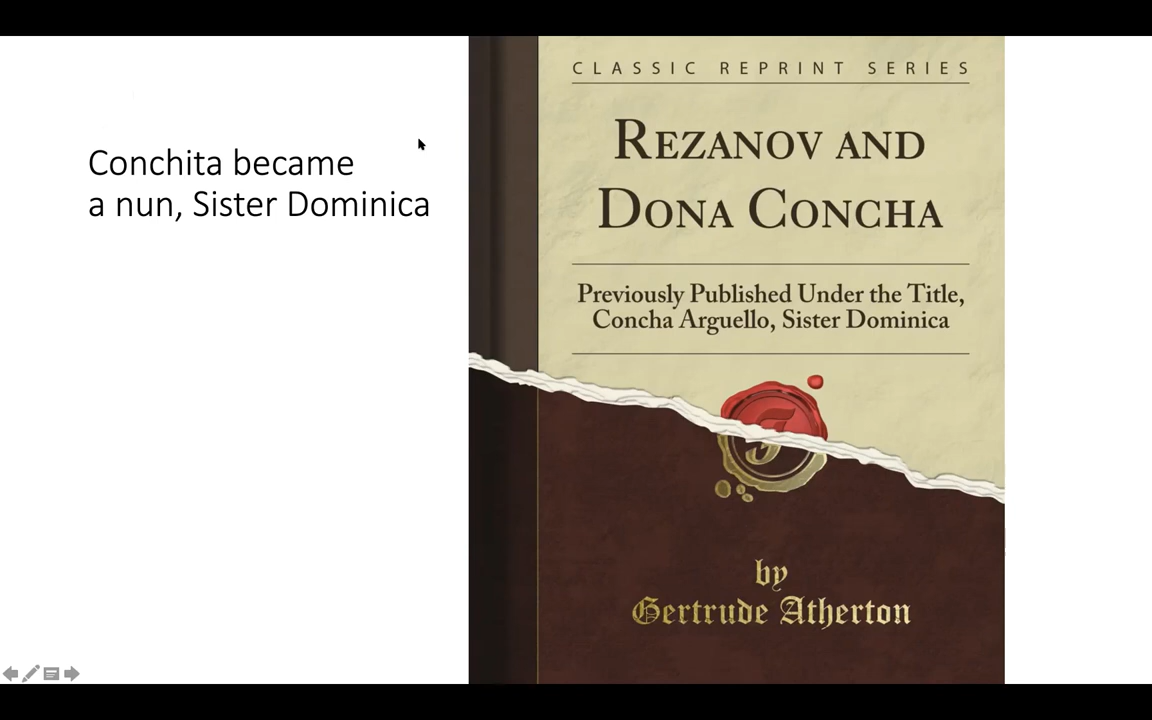 Conchita became
a nun, Sister Dominica
CLASSIC REPRINT SERIES
REZANOV AND
DONA CONCHA
Previously Published Under the Title,
Concha Arguello, Sister Dominica
by
Gertrude Atherton